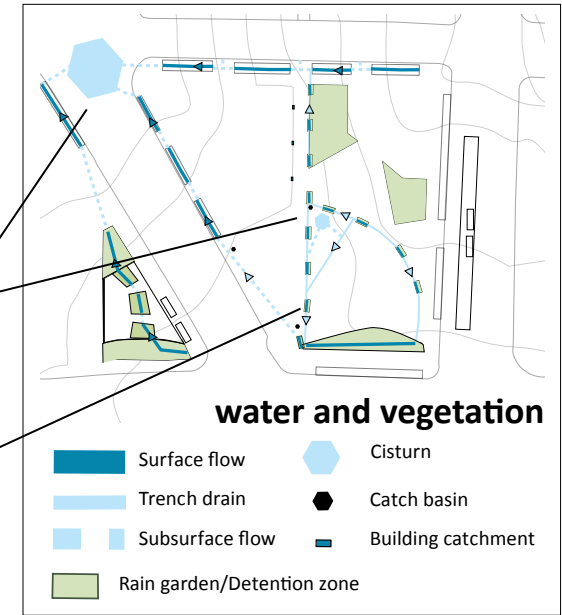 water and vegetation
Surface flow
Cisturn
Trench drain
Catch basin
Subsurface flow
Building catchment
Rain garden/Detention zone